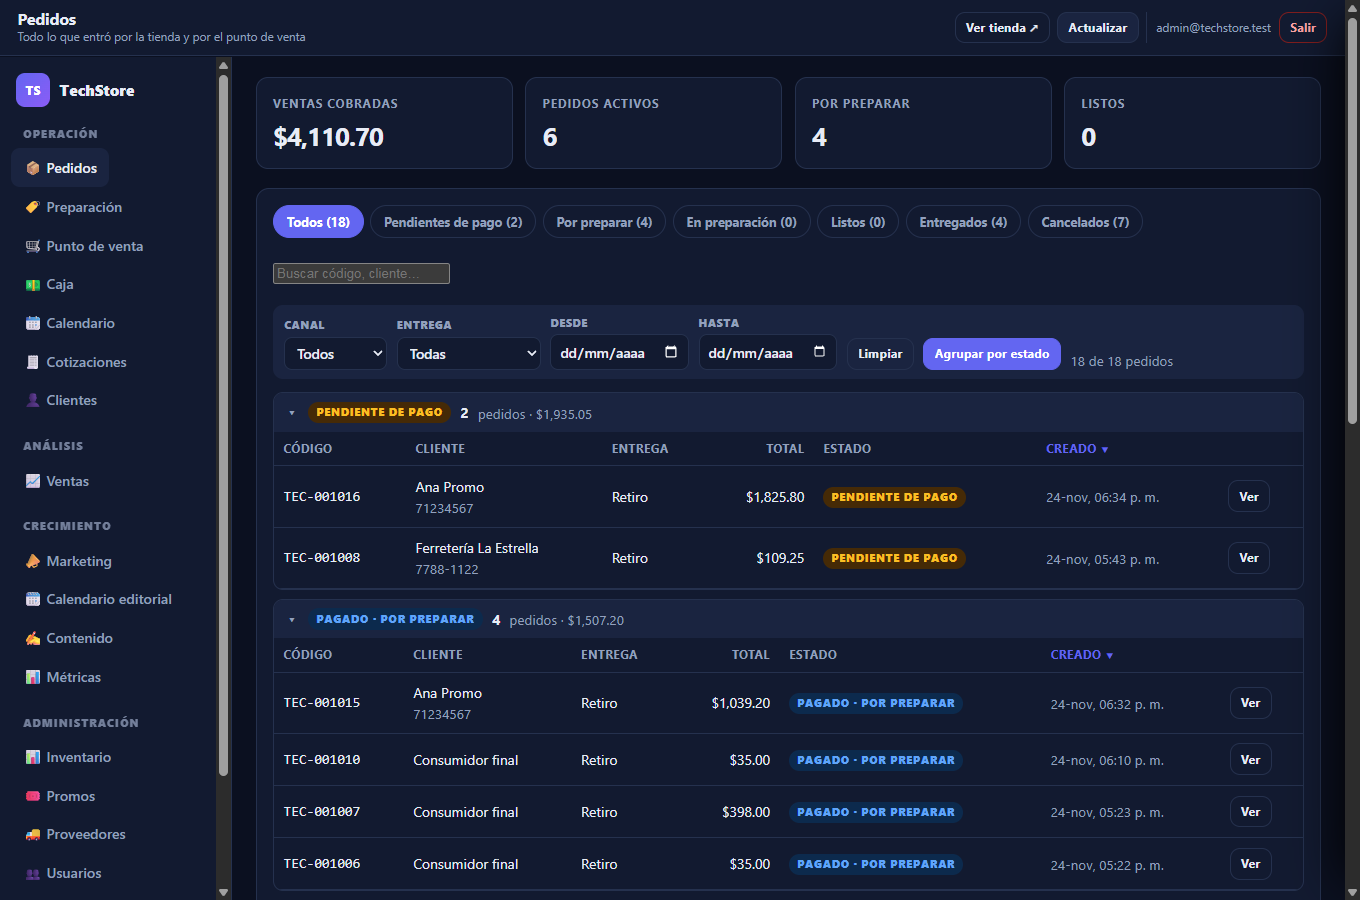 Pedidos
Todo lo que entró por la tienda y por el punto de venta
Ver tienda ↗
Actualizar
admin@techstore.test
Salir
TS
TechStore
OPERACIÓN
Pedidos
Preparación
Punto de venta
Caja
Calendario
Cotizaciones
Clientes
ANÁLISIS
Ventas
CRECIMIENTO
Marketing
Calendario editorial
Contenido
Métricas
ADMINISTRACIÓN
Inventario
Promos
Proveedores
Usuarios
VENTAS COBRADAS
$4,110.70
PEDIDOS ACTIVOS
6
POR PREPARAR
4
LISTOS
0
Todos (18)
Pendientes de pago (2)
Por preparar (4)
En preparación (0)
Listos (0)
Entregados (4)
Cancelados (7)
Buscar código, cliente...
CANAL
Todos
ENTREGA
Todas
DESDE
dd/mm/aaaa
HASTA
dd/mm/aaaa
Limpiar
Agrupar por estado
18 de 18 pedidos
▾ PENDIENTE DE PAGO 2 pedidos · $1,935.05
CÓDIGO CLIENTE ENTREGA TOTAL ESTADO CREADO ▼
TEC-001016 Ana Promo 71234567 Retiro $1,825.80 PENDIENTE DE PAGO 24-nov, 06:34 p. m. Ver
TEC-001008 Ferretería La Estrella 7788-1122 Retiro $109.25 PENDIENTE DE PAGO 24-nov, 05:43 p. m. Ver
▾ PAGADO · POR PREPARAR 4 pedidos · $1,507.20
CÓDIGO CLIENTE ENTREGA TOTAL ESTADO CREADO ▼
TEC-001015 Ana Promo 71234567 Retiro $1,039.20 PAGADO · POR PREPARAR 24-nov, 06:32 p. m. Ver
TEC-001010 Consumidor final Retiro $35.00 PAGADO · POR PREPARAR 24-nov, 06:10 p. m. Ver
TEC-001007 Consumidor final Retiro $398.00 PAGADO · POR PREPARAR 24-nov, 05:23 p. m. Ver
TEC-001006 Consumidor final Retiro $35.00 PAGADO · POR PREPARAR 24-nov, 05:22 p. m. Ver